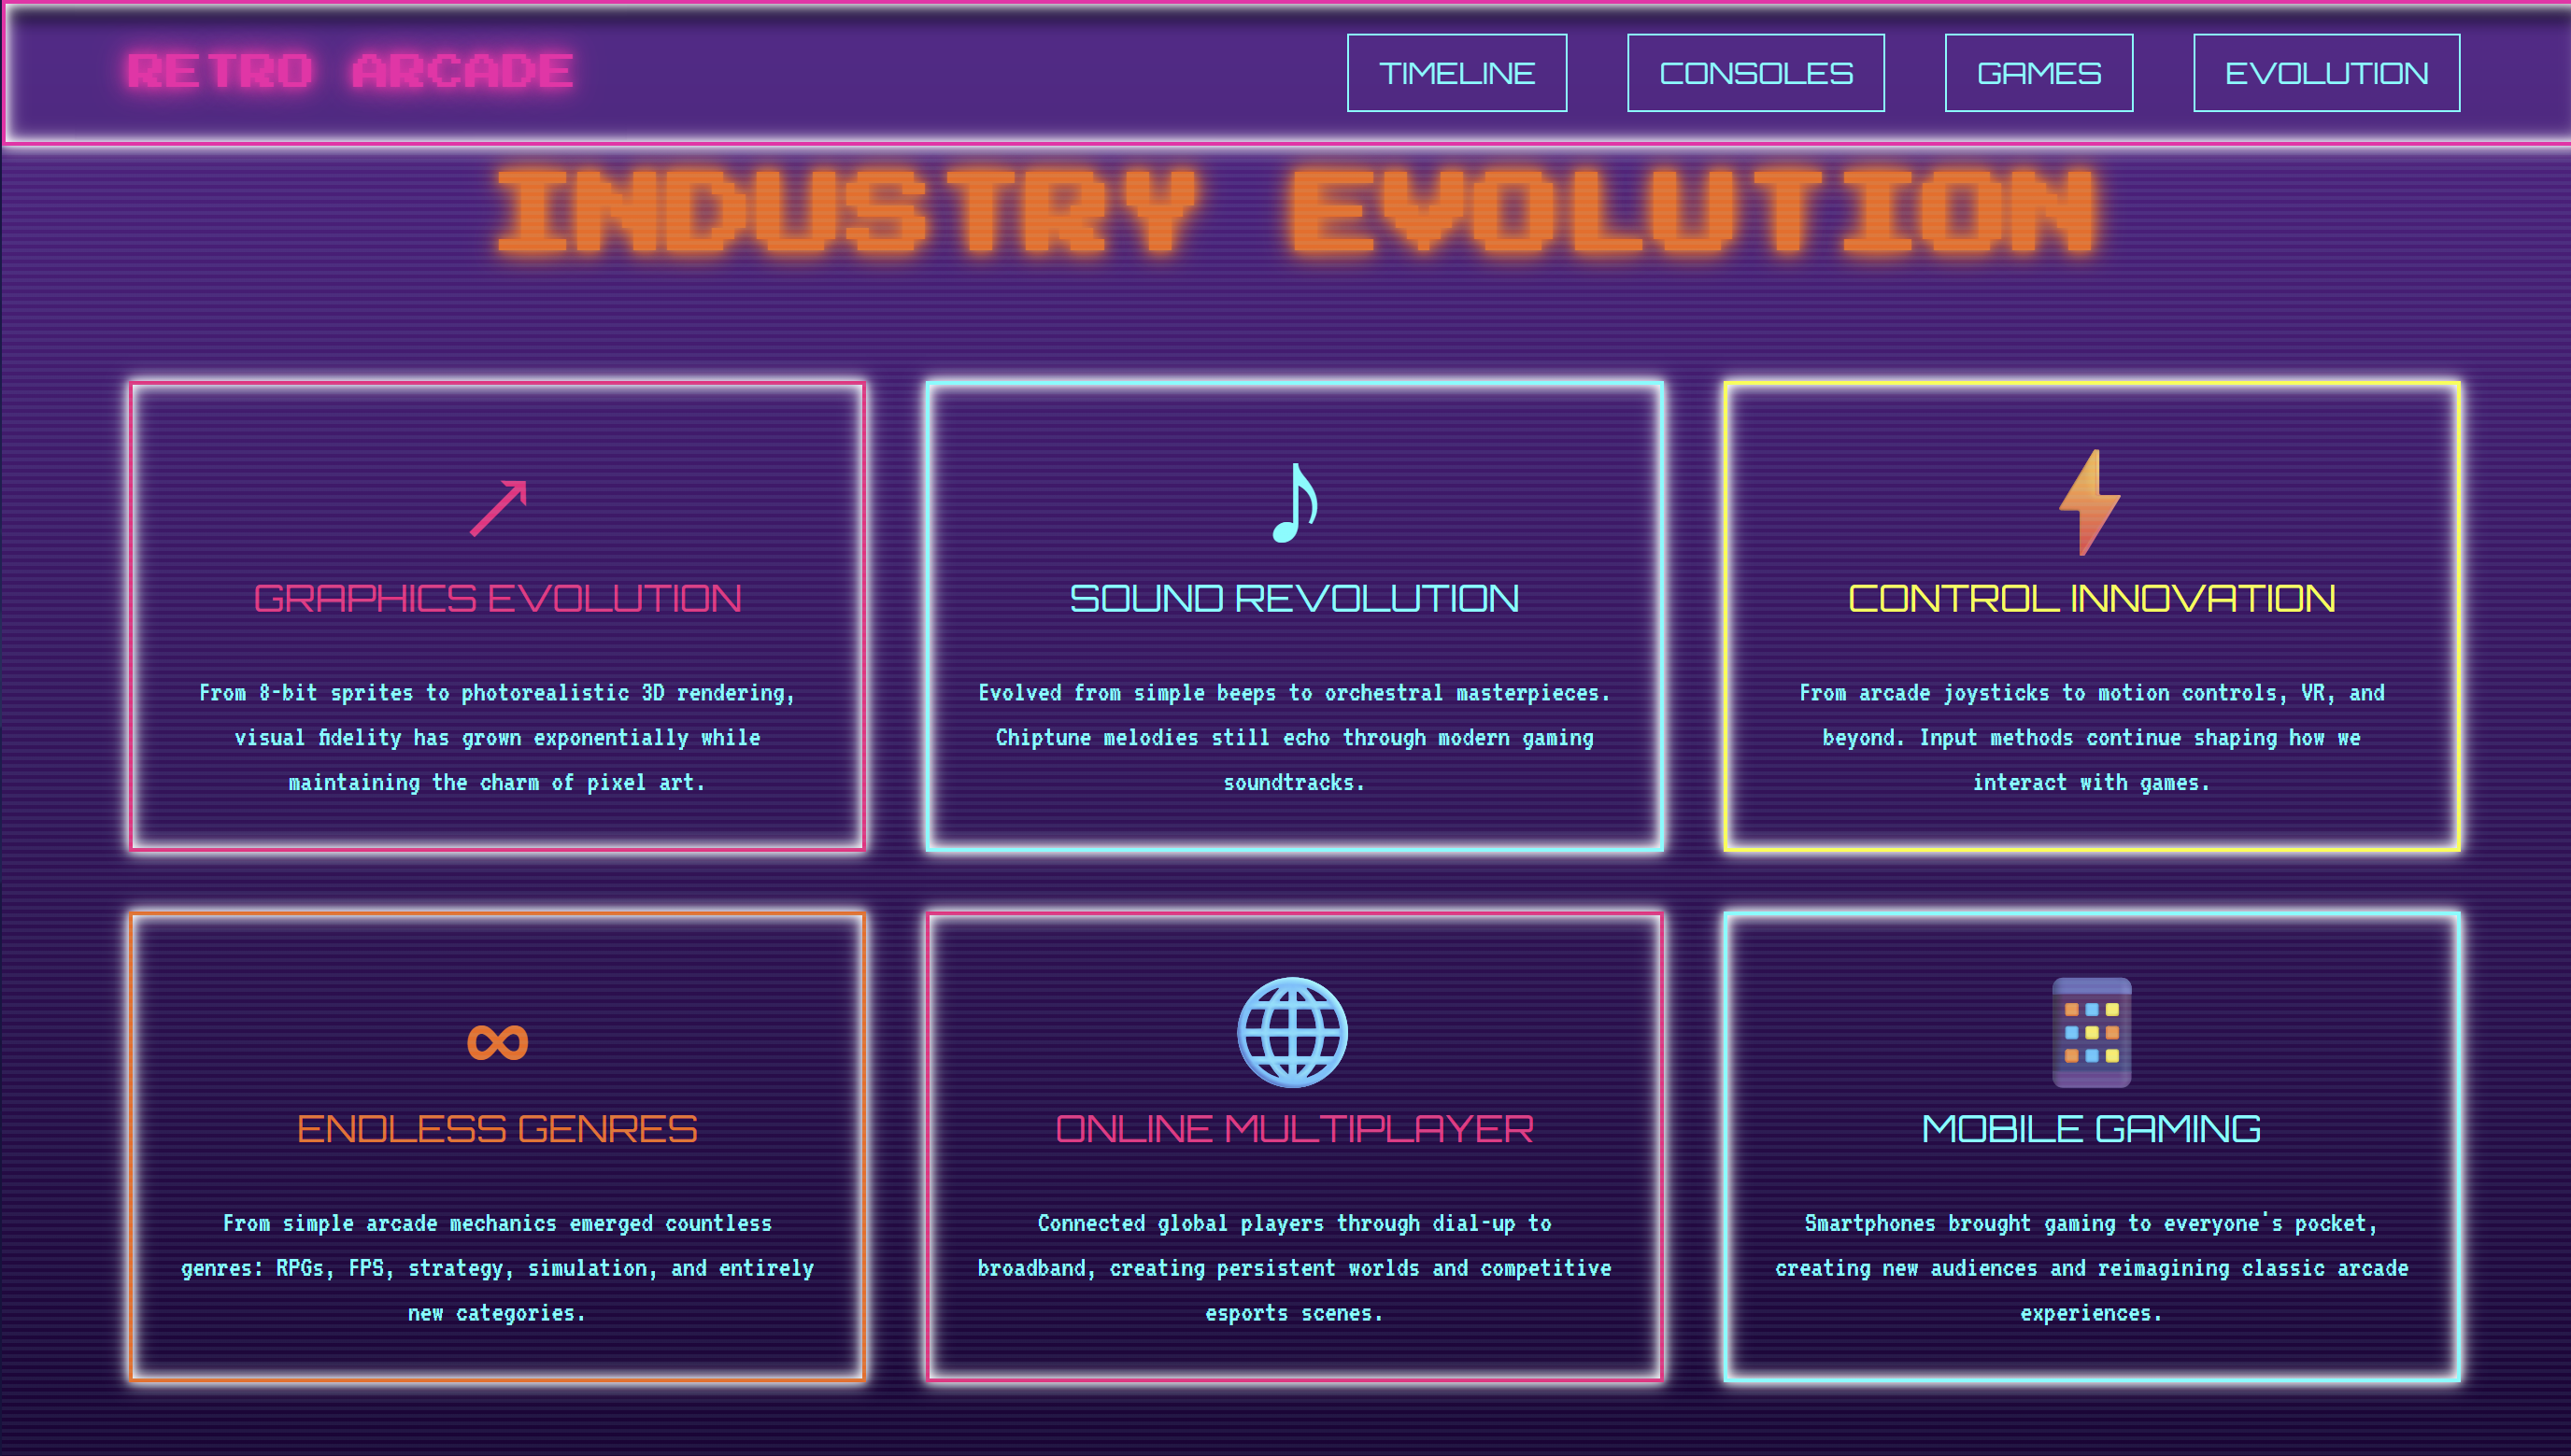 RETRO ARCADE
TIMELINE
CONSOLES
GAMES
EVOLUTION
INDUSTRY EVOLUTION
GRAPHICS EVOLUTION
From 8-bit sprites to photorealistic 3D rendering,
visual fidelity has grown exponentially while
maintaining the charm of pixel art.
SOUND REVOLUTION
Evolved from simple beeps to orchestral masterpieces.
Chiptune melodies still echo through modern gaming
soundtracks.
CONTROL INNOVATION
From arcade joysticks to motion controls, VR, and
beyond. Input methods continue shaping how we
interact with games.
ENDLESS GENRES
From simple arcade mechanics emerged countless
genres: RPGs, FPS, strategy, simulation, and entirely
new categories.
ONLINE MULTIPLAYER
Connected global players through dial-up to
broadband, creating persistent worlds and competitive
esports scenes.
MOBILE GAMING
Smartphones brought gaming to everyone's pocket,
creating new audiences and reimagining classic arcade
experiences.